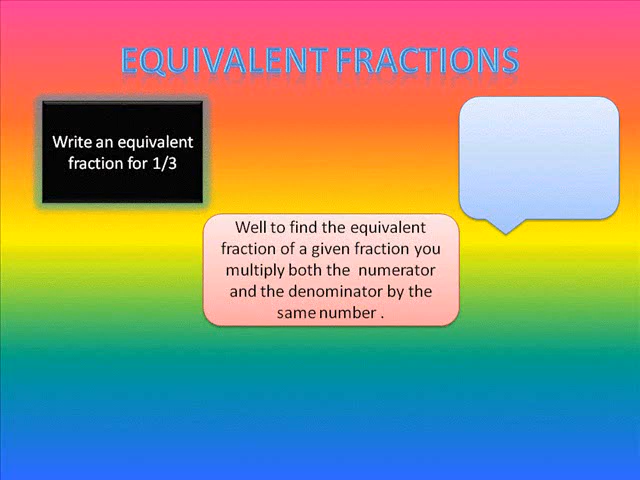 EQUIVALENT FRACTIONS
Write an equivalent
fraction for 1/3
Well to find the equivalent
fraction of a given fraction you
multiply both the numerator
and the denominator by the
same number .